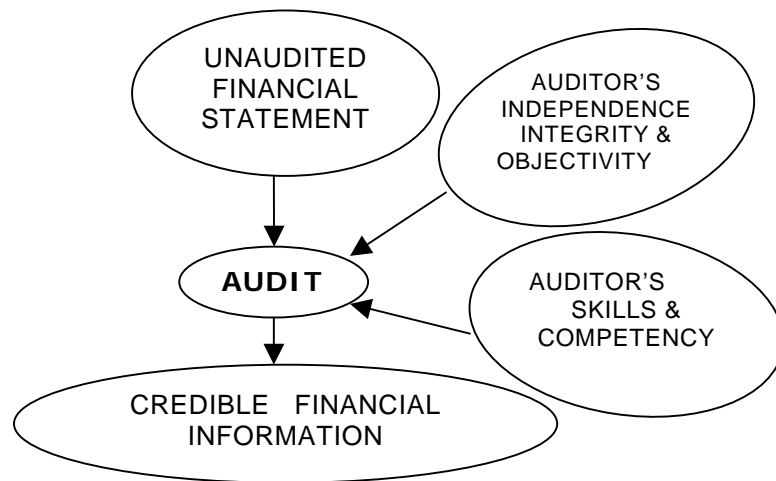 UNAUDITED
FINANCIAL
STATEMENT
AUDITOR'S
INDEPENDENCE
INTEGRITY &
OBJECTIVITY
AUDIT
AUDITOR'S
SKILLS &
COMPETENCY
CREDIBLE FINANCIAL
INFORMATION